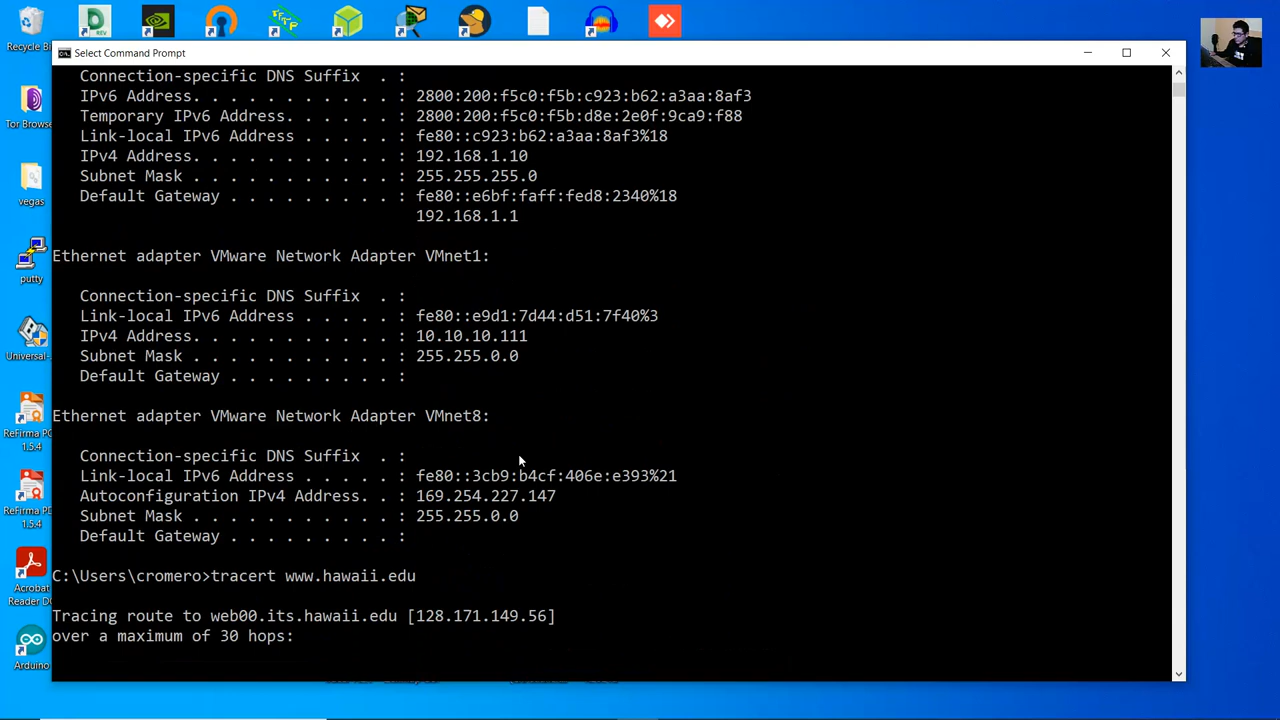 Recycle Bi
Tor Browse
vegas
putty
Universal-
ReFirma PD
1.5.4
ReFirma PD
1.5.4
Acrobat
Reader D
Arduino
REV
TFTP
Select Command Prompt
Connection-specific DNS Suffix . :
IPv6 Address. . . . . . . . . . . : 2800:200:f5c0:f5b:c923:b62:a3aa:8af3
Temporary IPv6 Address. . . . . . : 2800:200:f5c0:f5b:d8e:2e0f:9ca9:f88
Link-local IPv6 Address . . . . . : fe80::c923:b62:a3aa:8af3%18
IPv4 Address. . . . . . . . . . . : 192.168.1.10
Subnet Mask . . . . . . . . . . . : 255.255.255.0
Default Gateway . . . . . . . . . : fe80::e6bf:faff:fed8:2340%18
192.168.1.1
Ethernet adapter VMware Network Adapter VMnet1:
Connection-specific DNS Suffix . :
Link-local IPv6 Address . . . . . : fe80::e9d1:7d44:d51:7f40%3
IPv4 Address. . . . . . . . . . . : 10.10.10.111
Subnet Mask . . . . . . . . . . . : 255.255.0.0
Default Gateway . . . . . . . . . :
Ethernet adapter VMware Network Adapter VMnet8:
Connection-specific DNS Suffix . :
Link-local IPv6 Address . . . . . : fe80::3cb9:b4cf:406e:e393%21
Autoconfiguration IPv4 Address. . : 169.254.227.147
Subnet Mask . . . . . . . . . . . : 255.255.0.0
Default Gateway . . . . . . . . . :
C:\Users\cromero>tracert www.hawaii.edu
Tracing route to web00.its.hawaii.edu [128.171.149.56]
over a maximum of 30 hops: